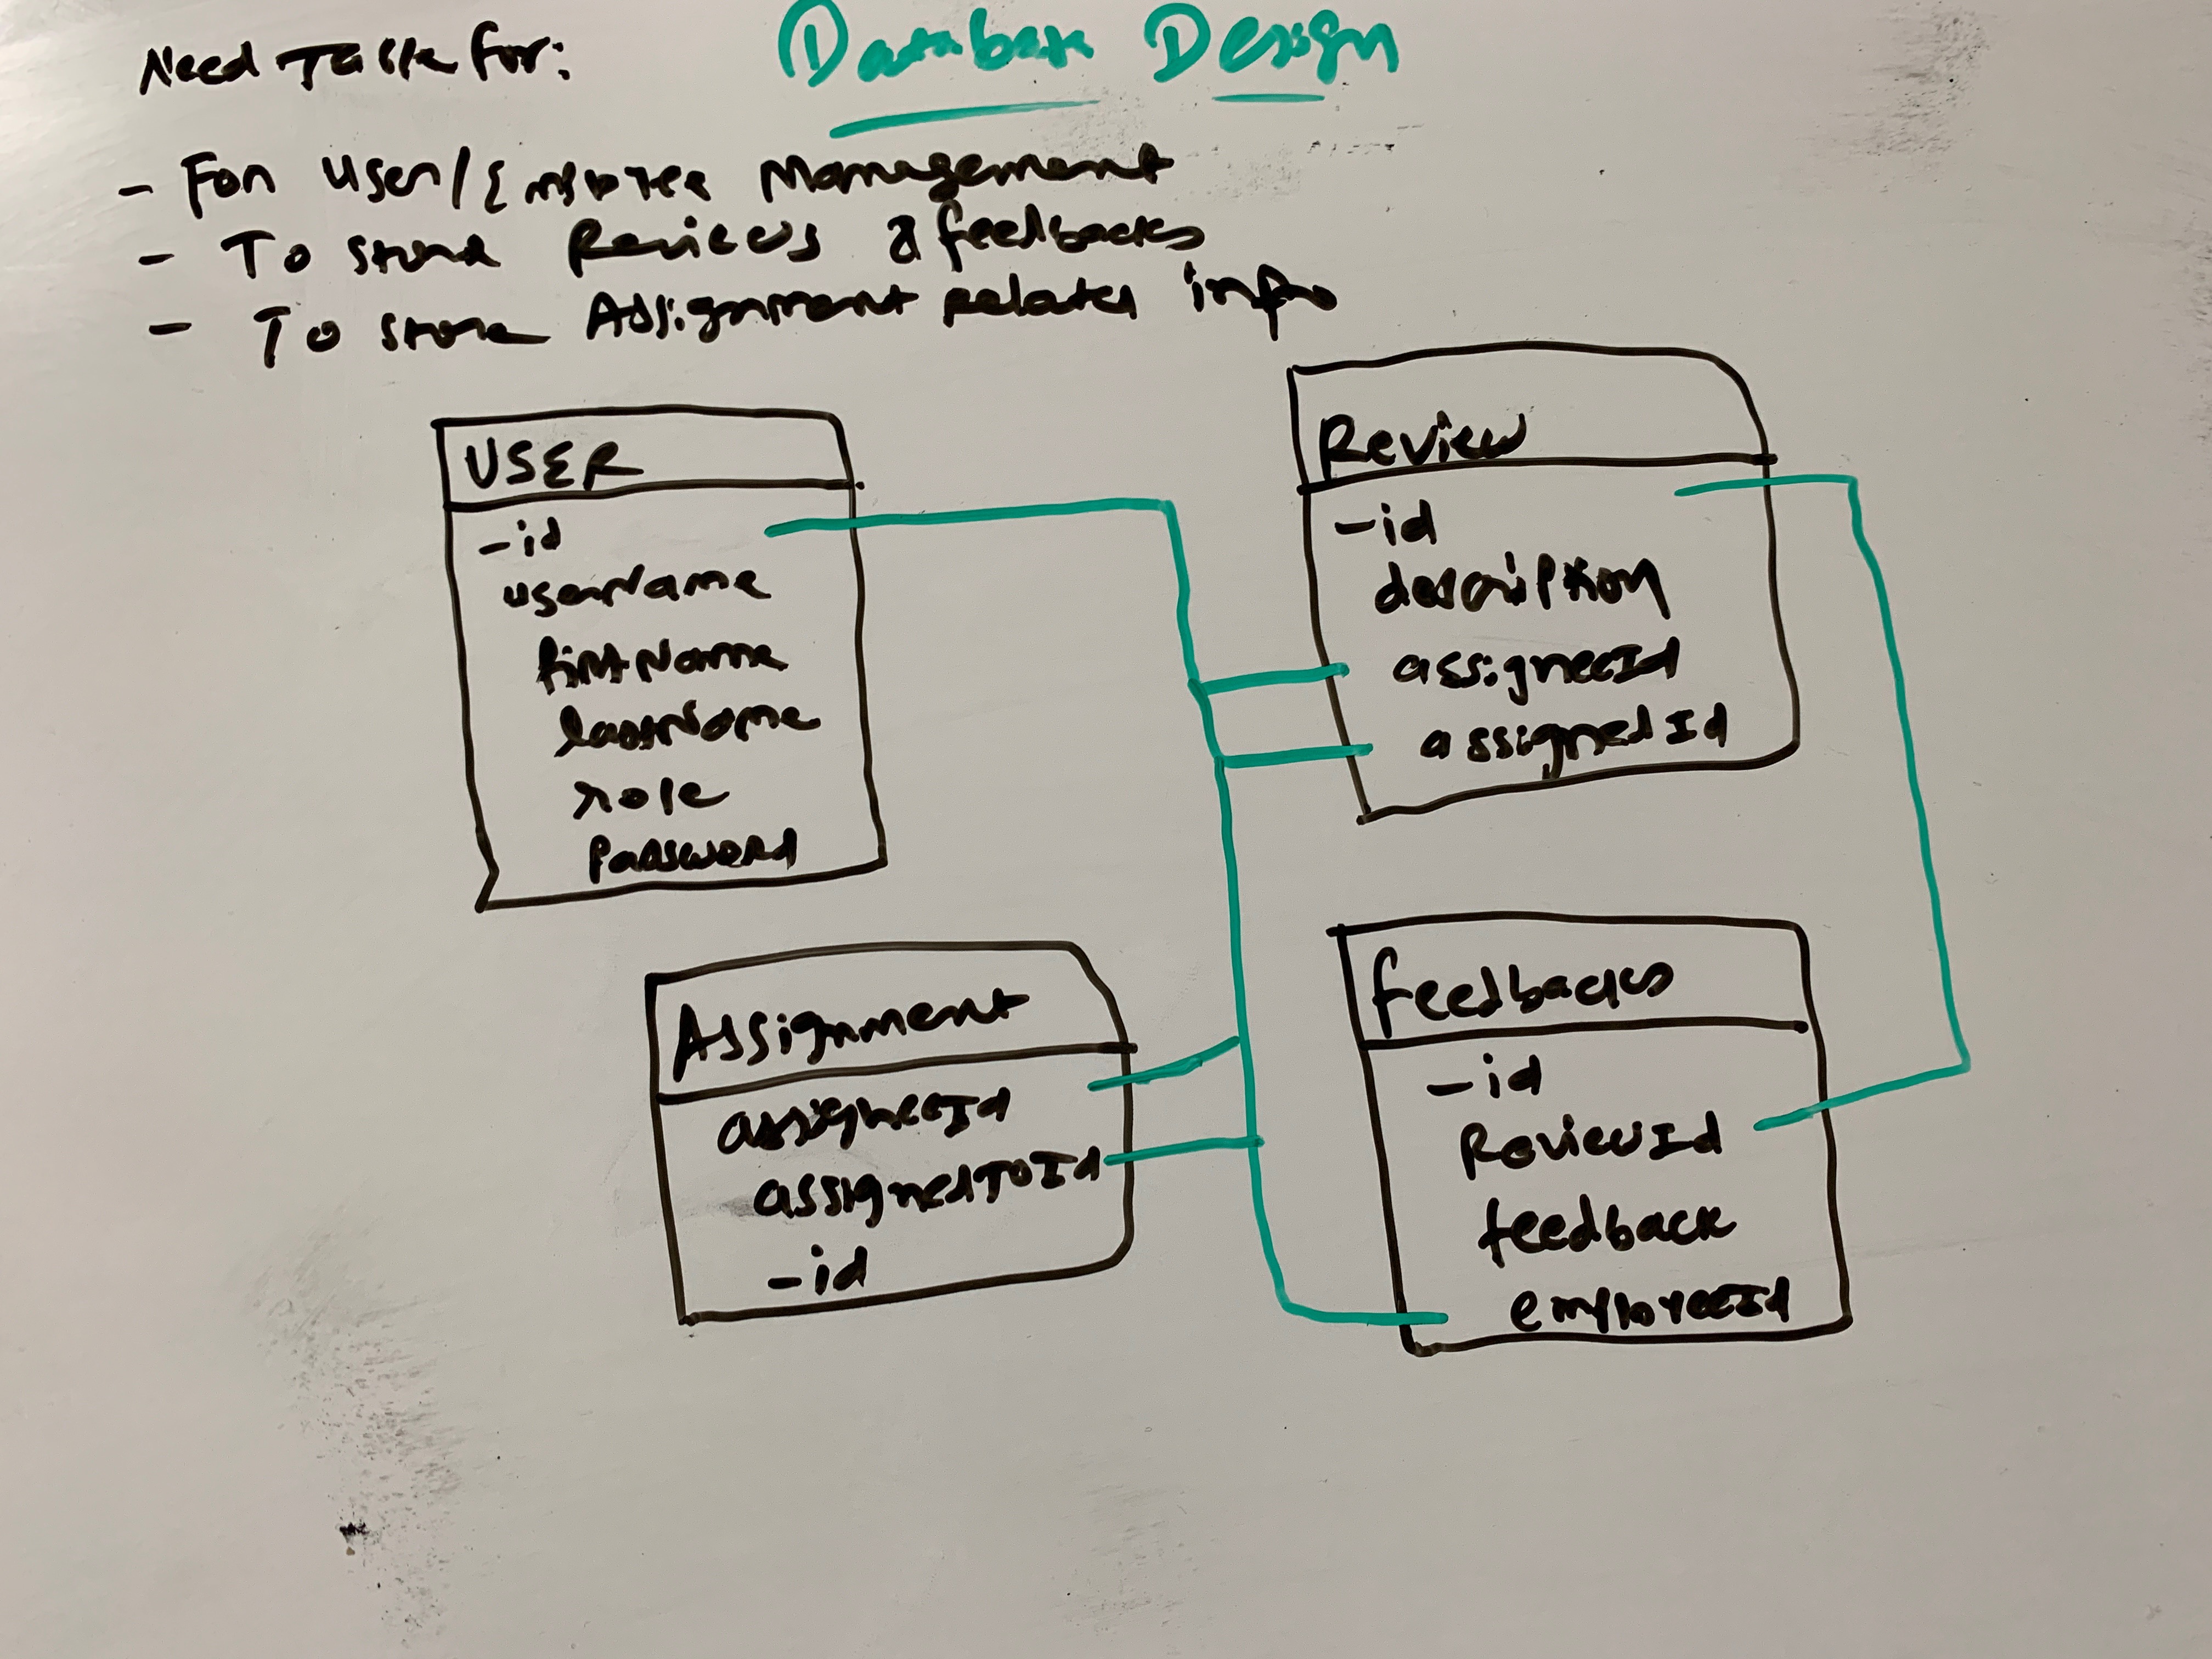 Database Design
Need Table for:
- For User/Employee Management
- To store Reviews & feedbacks
- To store Assignment related info
USER
-id
userName
firstName
lastName
role
password
Review
-id
description
assigneeId
assignedId
Assignment
assigneeId
assignedToId
-id
feedbacks
-id
ReviewId
feedback
employeeId